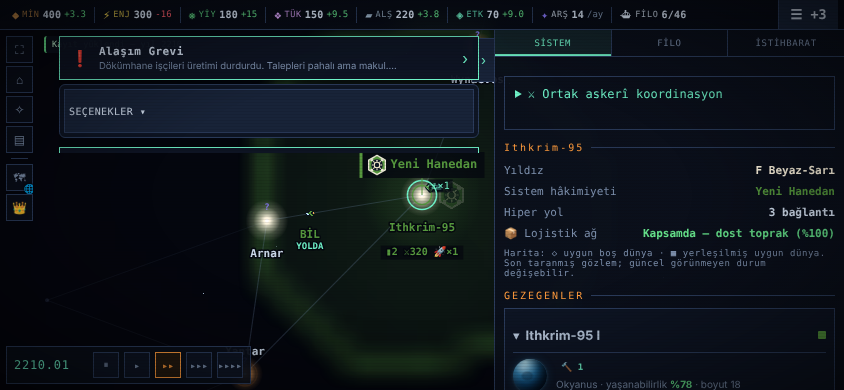 MİN 400 +3.3 ENJ 300 -16 YİY 180 +15 TÜK 150 +9.5 ALŞ 220 +3.8 ETK 70 +9.0 ARŞ 14 /ay FİLO 6/46 ☰ +3
Alaşım Grevi
Dökümhane işçileri üretimi durdurdu. Talepleri pahalı ama makul....
SEÇENEKLER ▾
Yeni Hanedan
×1
Ithkrim-95
2 ×320 ×1
BİL
YOLDA
Arnar
2210.01
SİSTEM FİLO İSTİHBARAT
▶ ⚔ Ortak askerî koordinasyon
Ithkrim-95
Yıldız F Beyaz-Sarı
Sistem hâkimiyeti Yeni Hanedan
Hiper yol 3 bağlantı
📦 Lojistik ağ Kapsamda — dost toprak (%100)
Harita: ◇ uygun boş dünya · ■ yerleşilmiş uygun dünya.
Son taranmış gözlem; güncel görünmeyen durum
değişebilir.
GEZEGENLER
▾ Ithkrim-95 I
🔨 1
Okyanus · yaşanabilirlik %78 · boyut 18